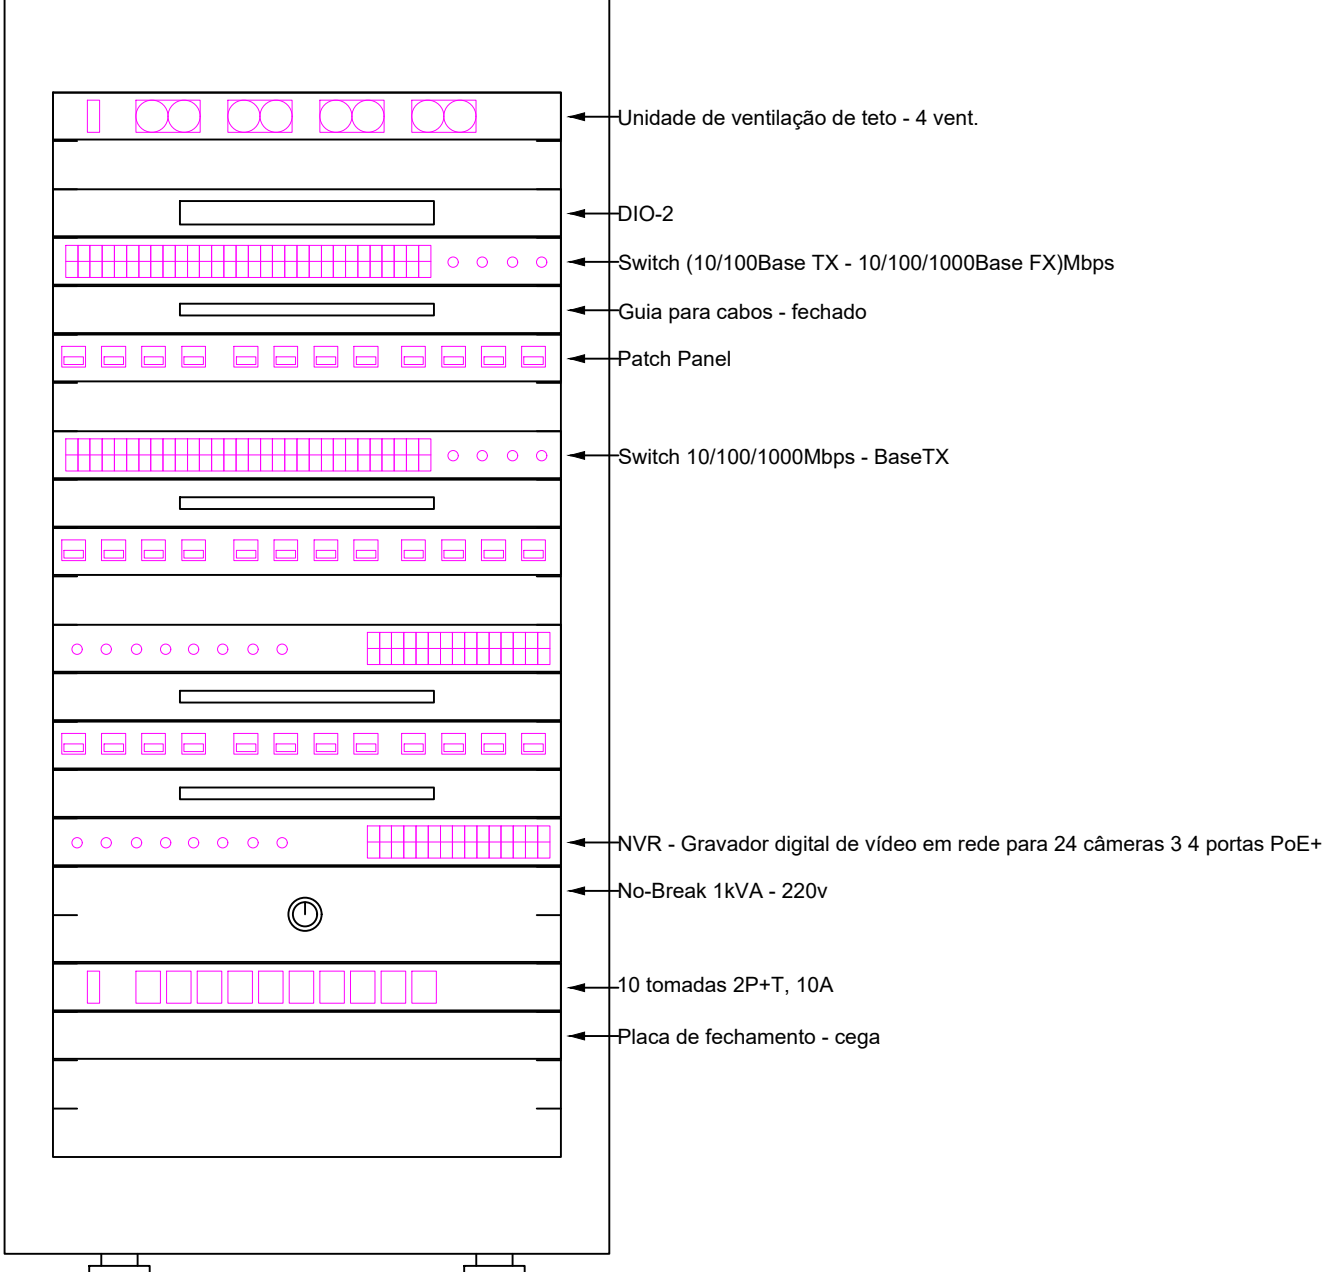 Unidade de ventilação de teto - 4 vent.
DIO-2
Switch (10/100Base TX - 10/100/1000Base FX)Mbps
Guia para cabos - fechado
Patch Panel
Switch 10/100/1000Mbps - BaseTX
NVR - Gravador digital de vídeo em rede para 24 câmeras 3 4 portas PoE+
No-Break 1kVA - 220v
10 tomadas 2P+T, 10A
Placa de fechamento - cega